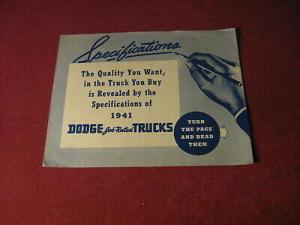 Specifications
The Quality You Want,
in the Truck You Buy
is Revealed by the
Specifications of
1941
DODGE Job-Rated TRUCKS
TURN
THE PAGE
AND READ
THEM